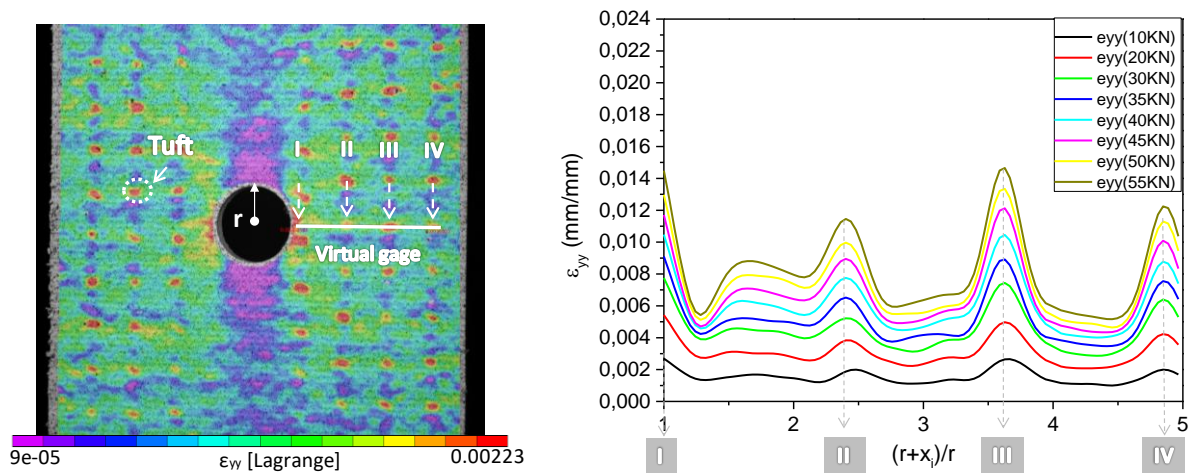 Tuft
I II III IV
r
Virtual gage
9e-05 εyy [Lagrange] 0.00223
0,024
0,022
0,020
0,018
0,016
0,014
0,012
0,010
0,008
0,006
0,004
0,002
0,000
εyy (mm/mm)
eyy(10KN)
eyy(20KN)
eyy(30KN)
eyy(35KN)
eyy(40KN)
eyy(45KN)
eyy(50KN)
eyy(55KN)
1 2 3 4 5
I II (r+xi)/r III IV